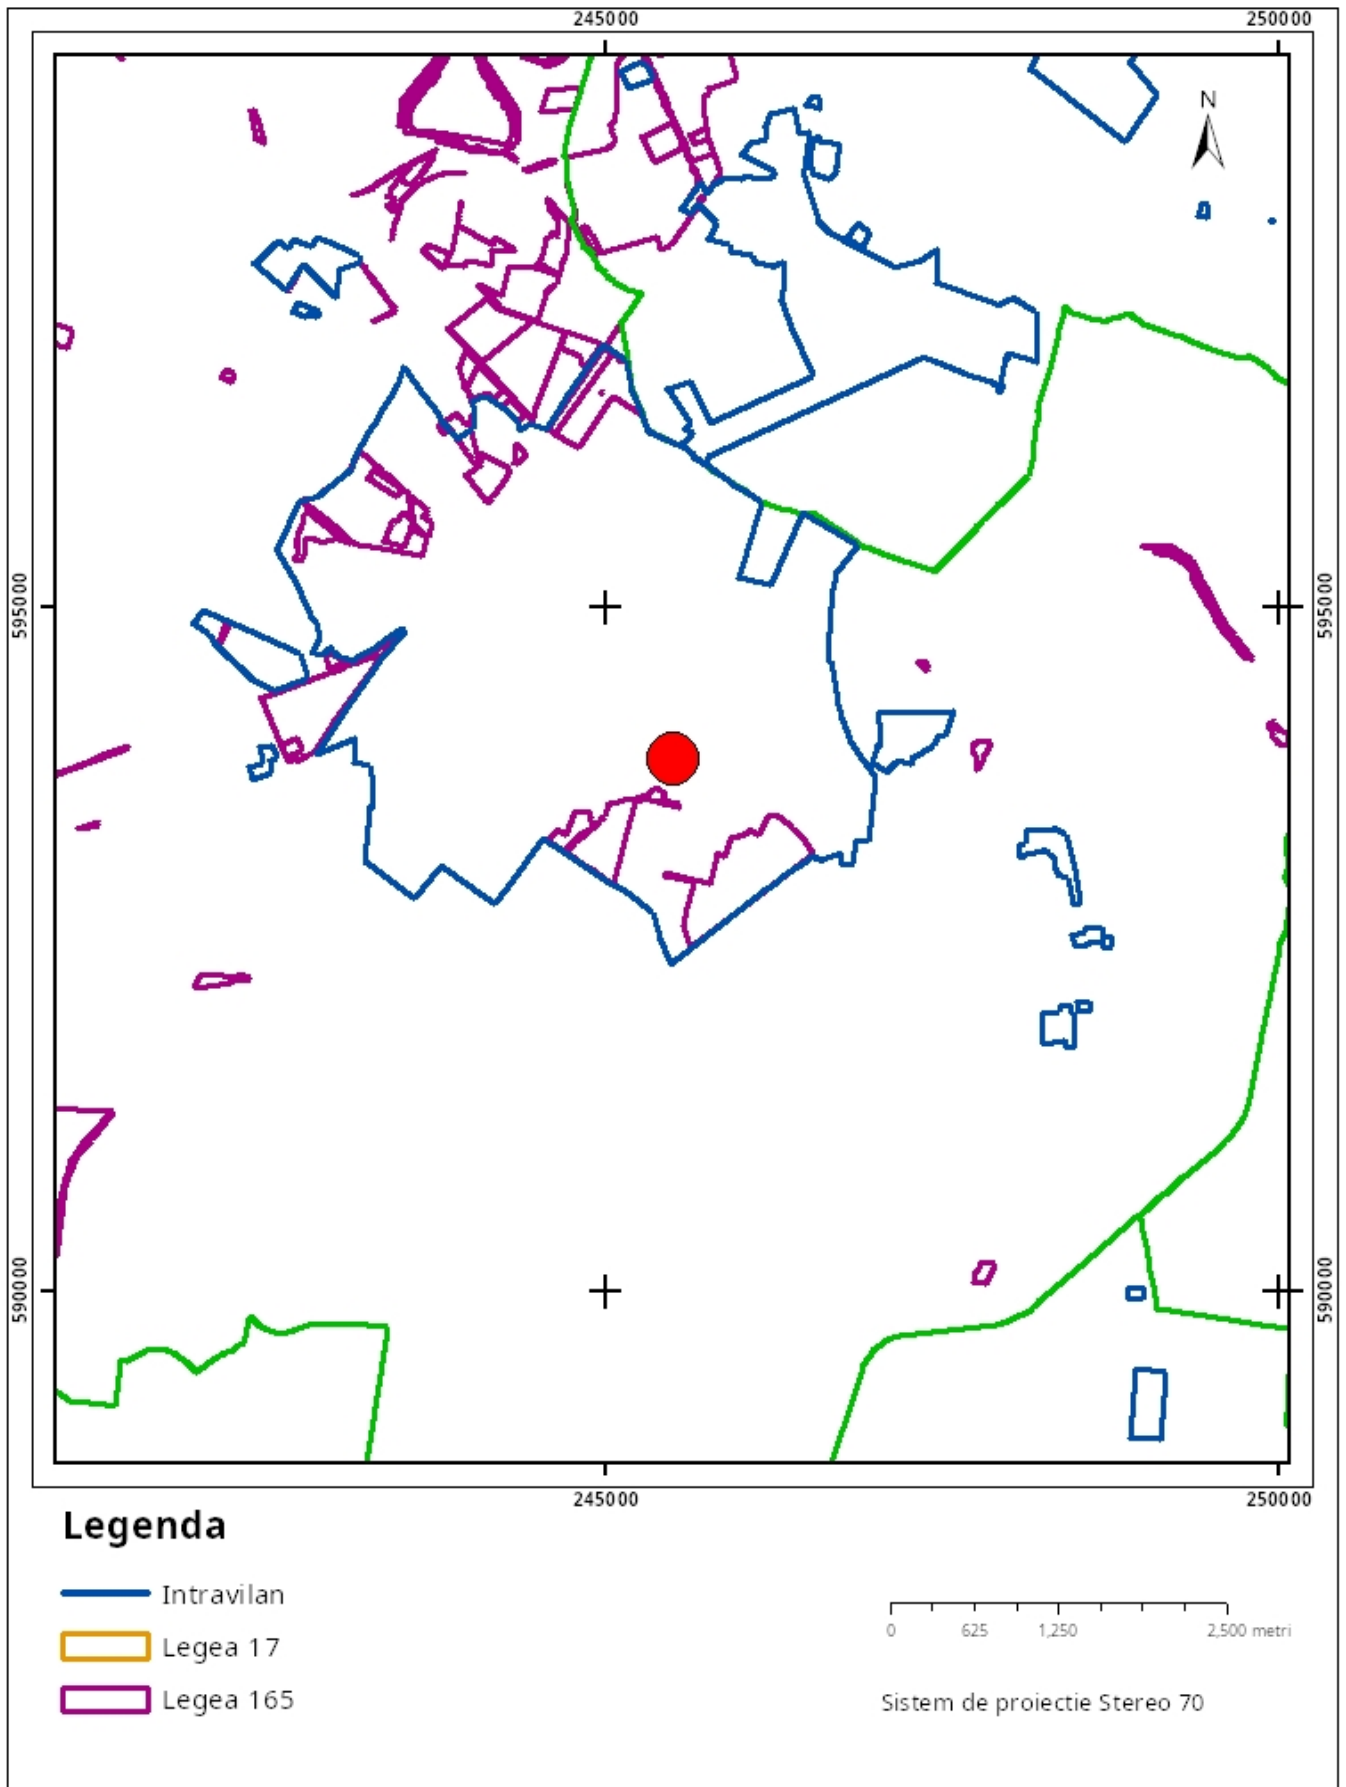 245000 250000
N
595000 595000
590000 590000
245000 250000
Legenda
Intravilan
Legea 17
Legea 165
0 625 1,250 2,500 metri
Sistem de proiectie Stereo 70